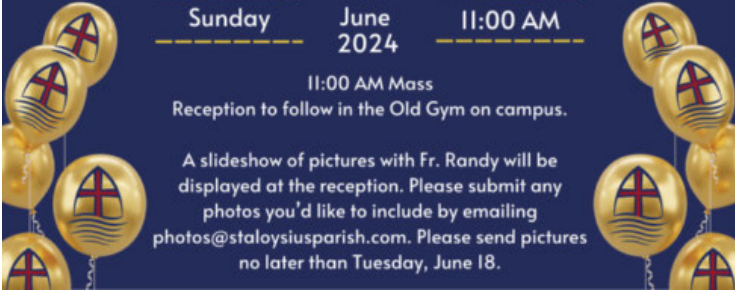 Sunday June 11:00 AM
2024
11:00 AM Mass
Reception to follow in the Old Gym on campus.
A slideshow of pictures with Fr. Randy will be
displayed at the reception. Please submit any
photos you'd like to include by emailing
photos@staloysiusparish.com. Please send pictures
no later than Tuesday, June 18.